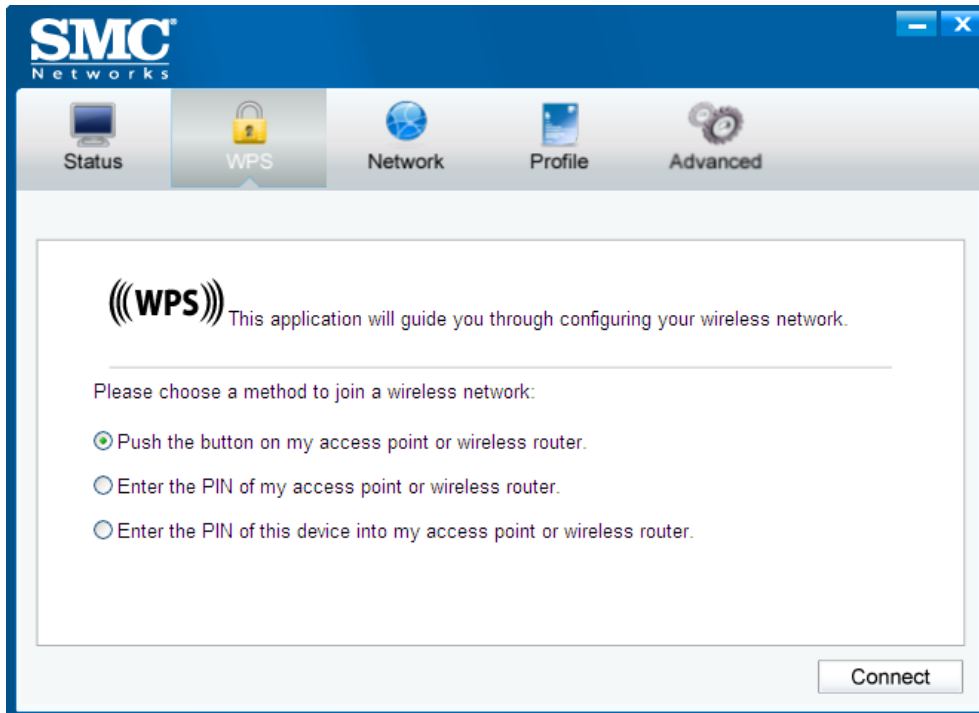 SMC®
Networks
Status WPS Network Profile Advanced
(((WPS))) This application will guide you through configuring your wireless network.
Please choose a method to join a wireless network:
Push the button on my access point or wireless router.
Enter the PIN of my access point or wireless router.
Enter the PIN of this device into my access point or wireless router.
Connect